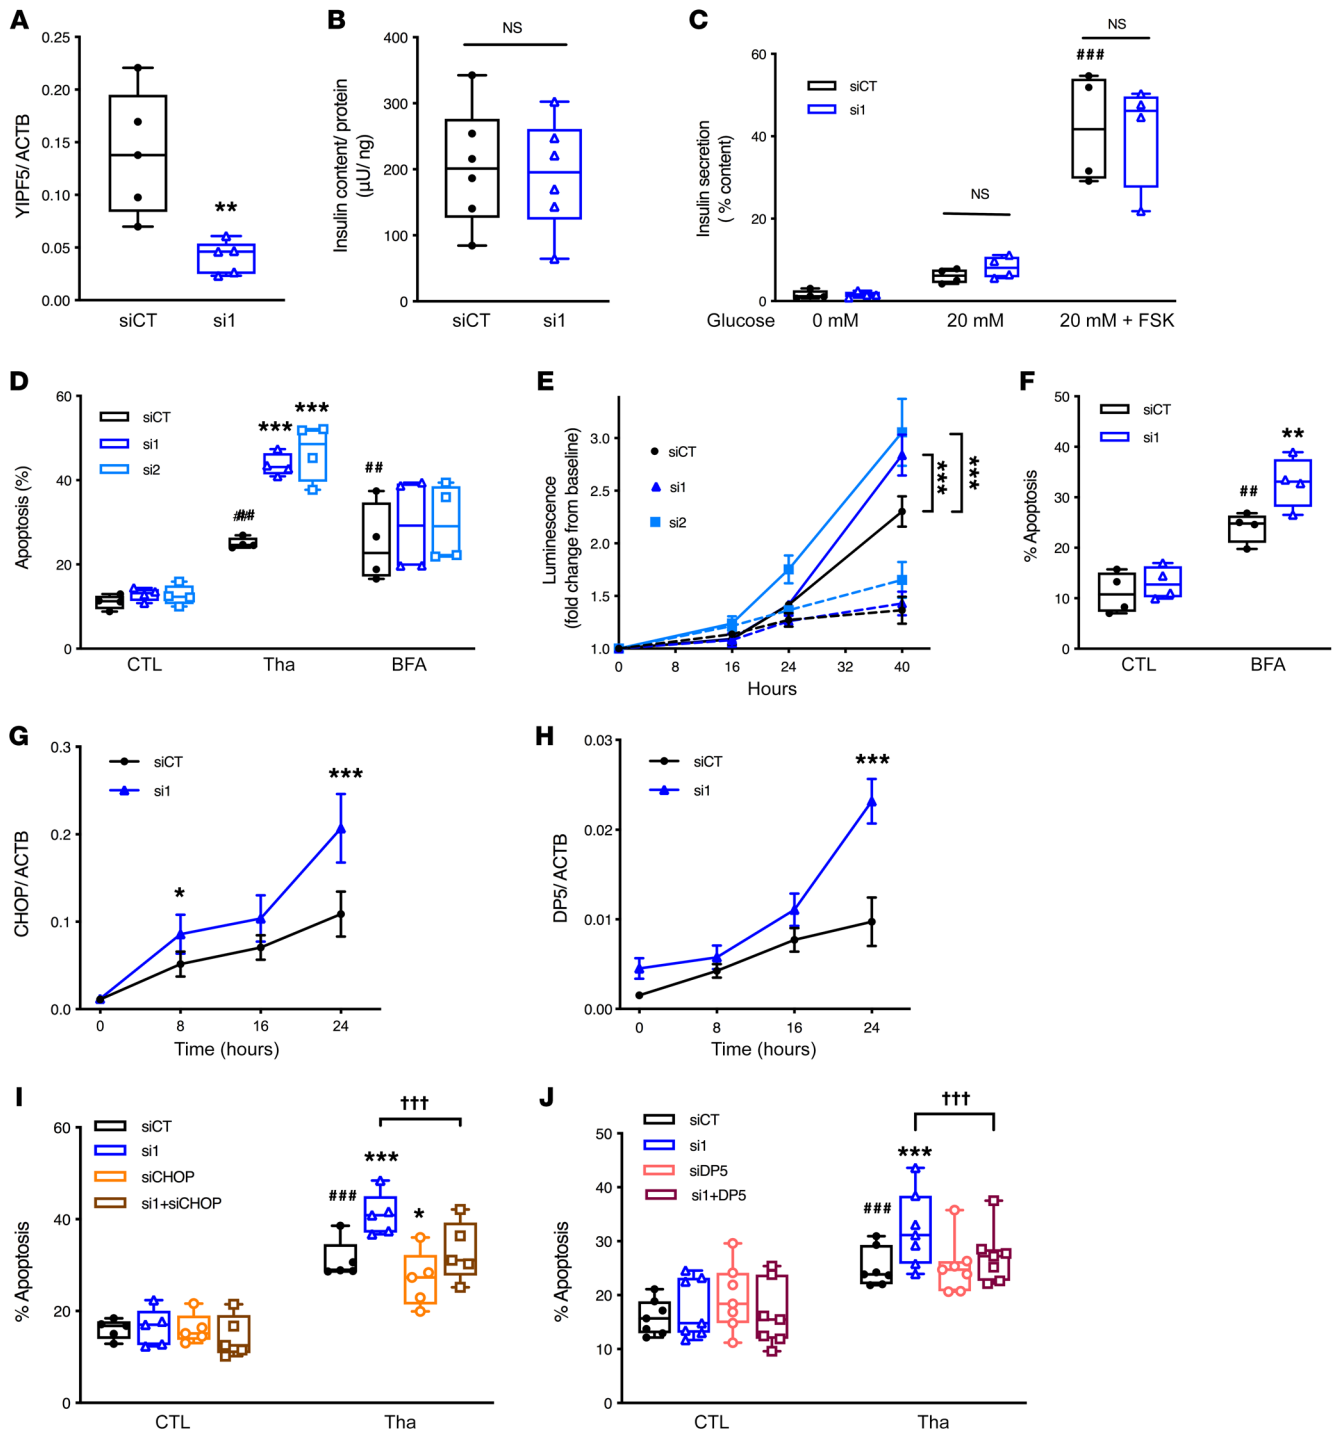 A
YIPF5/ ACTB
0.25
0.20
0.15
0.10
0.05
0.00
**
siCT
si1
B
Insulin content/ protein
(µU/ ng)
400
300
200
100
0
NS
siCT
si1
C
Insulin secretion
( % content)
60
40
20
0
siCT
si1
NS
###
NS
Glucose
0 mM
20 mM
20 mM + FSK
D
Apoptosis (%)
60
40
20
0
siCT
si1
si2
###
***
***
##
CTL
Tha
BFA
E
Luminescence
(fold change from baseline)
3.0
2.5
2.0
1.5
1.0
siCT
si1
si2
***
***
0
8
16
24
32
40
Hours
F
% Apoptosis
50
40
30
20
10
0
siCT
si1
##
**
CTL
BFA
G
CHOP/ ACTB
0.3
0.2
0.1
0.0
siCT
si1
*
***
0
8
16
24
Time (hours)
H
DP5/ ACTB
0.03
0.02
0.01
0.00
siCT
si1
***
0
8
16
24
Time (hours)
I
% Apoptosis
60
40
20
0
siCT
si1
siCHOP
si1+siCHOP
†††
###
***
*
CTL
Tha
J
% Apoptosis
50
40
30
20
10
0
siCT
si1
siDP5
si1+DP5
†††
###
***
CTL
Tha